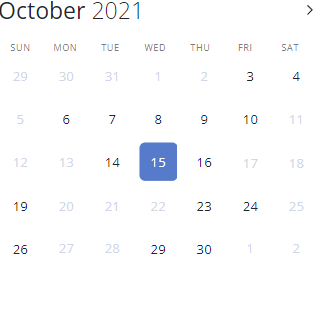 October 2021
SUN MON TUE WED THU FRI SAT
29 30 31 1 2 3 4
5 6 7 8 9 10 11
12 13 14 15 16 17 18
19 20 21 22 23 24 25
26 27 28 29 30 1 2